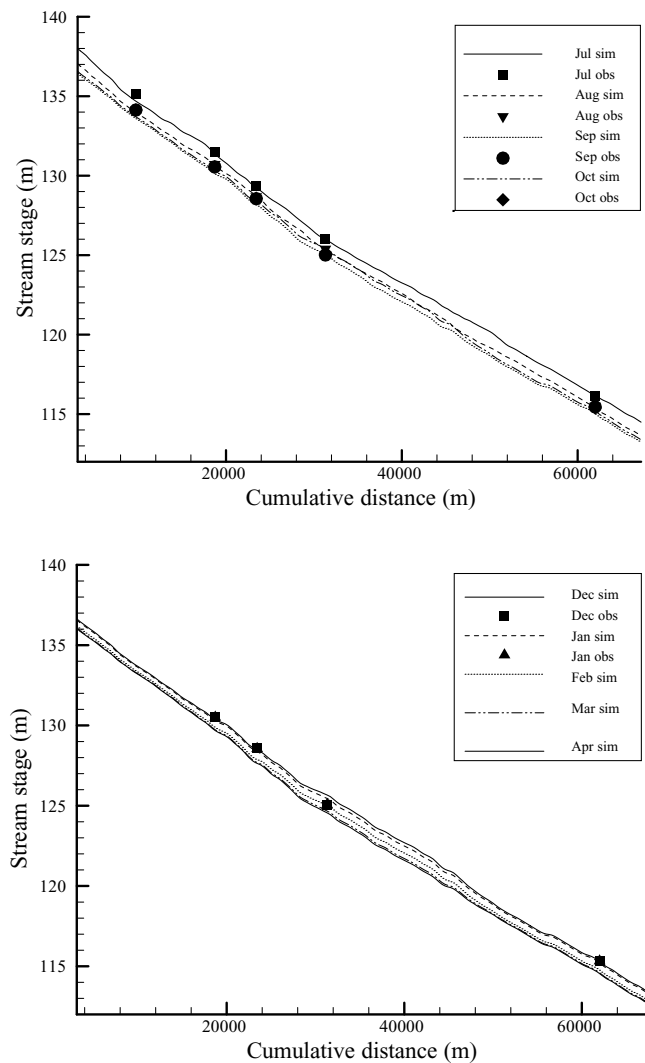 140
135
130
125
120
115
Stream stage (m)
20000
40000
60000
Cumulative distance (m)
Jul sim
Jul obs
Aug sim
Aug obs
Sep sim
Sep obs
Oct sim
Oct obs
140
135
130
125
120
115
Stream stage (m)
20000
40000
60000
Cumulative distance (m)
Dec sim
Dec obs
Jan sim
Jan obs
Feb sim
Mar sim
Apr sim